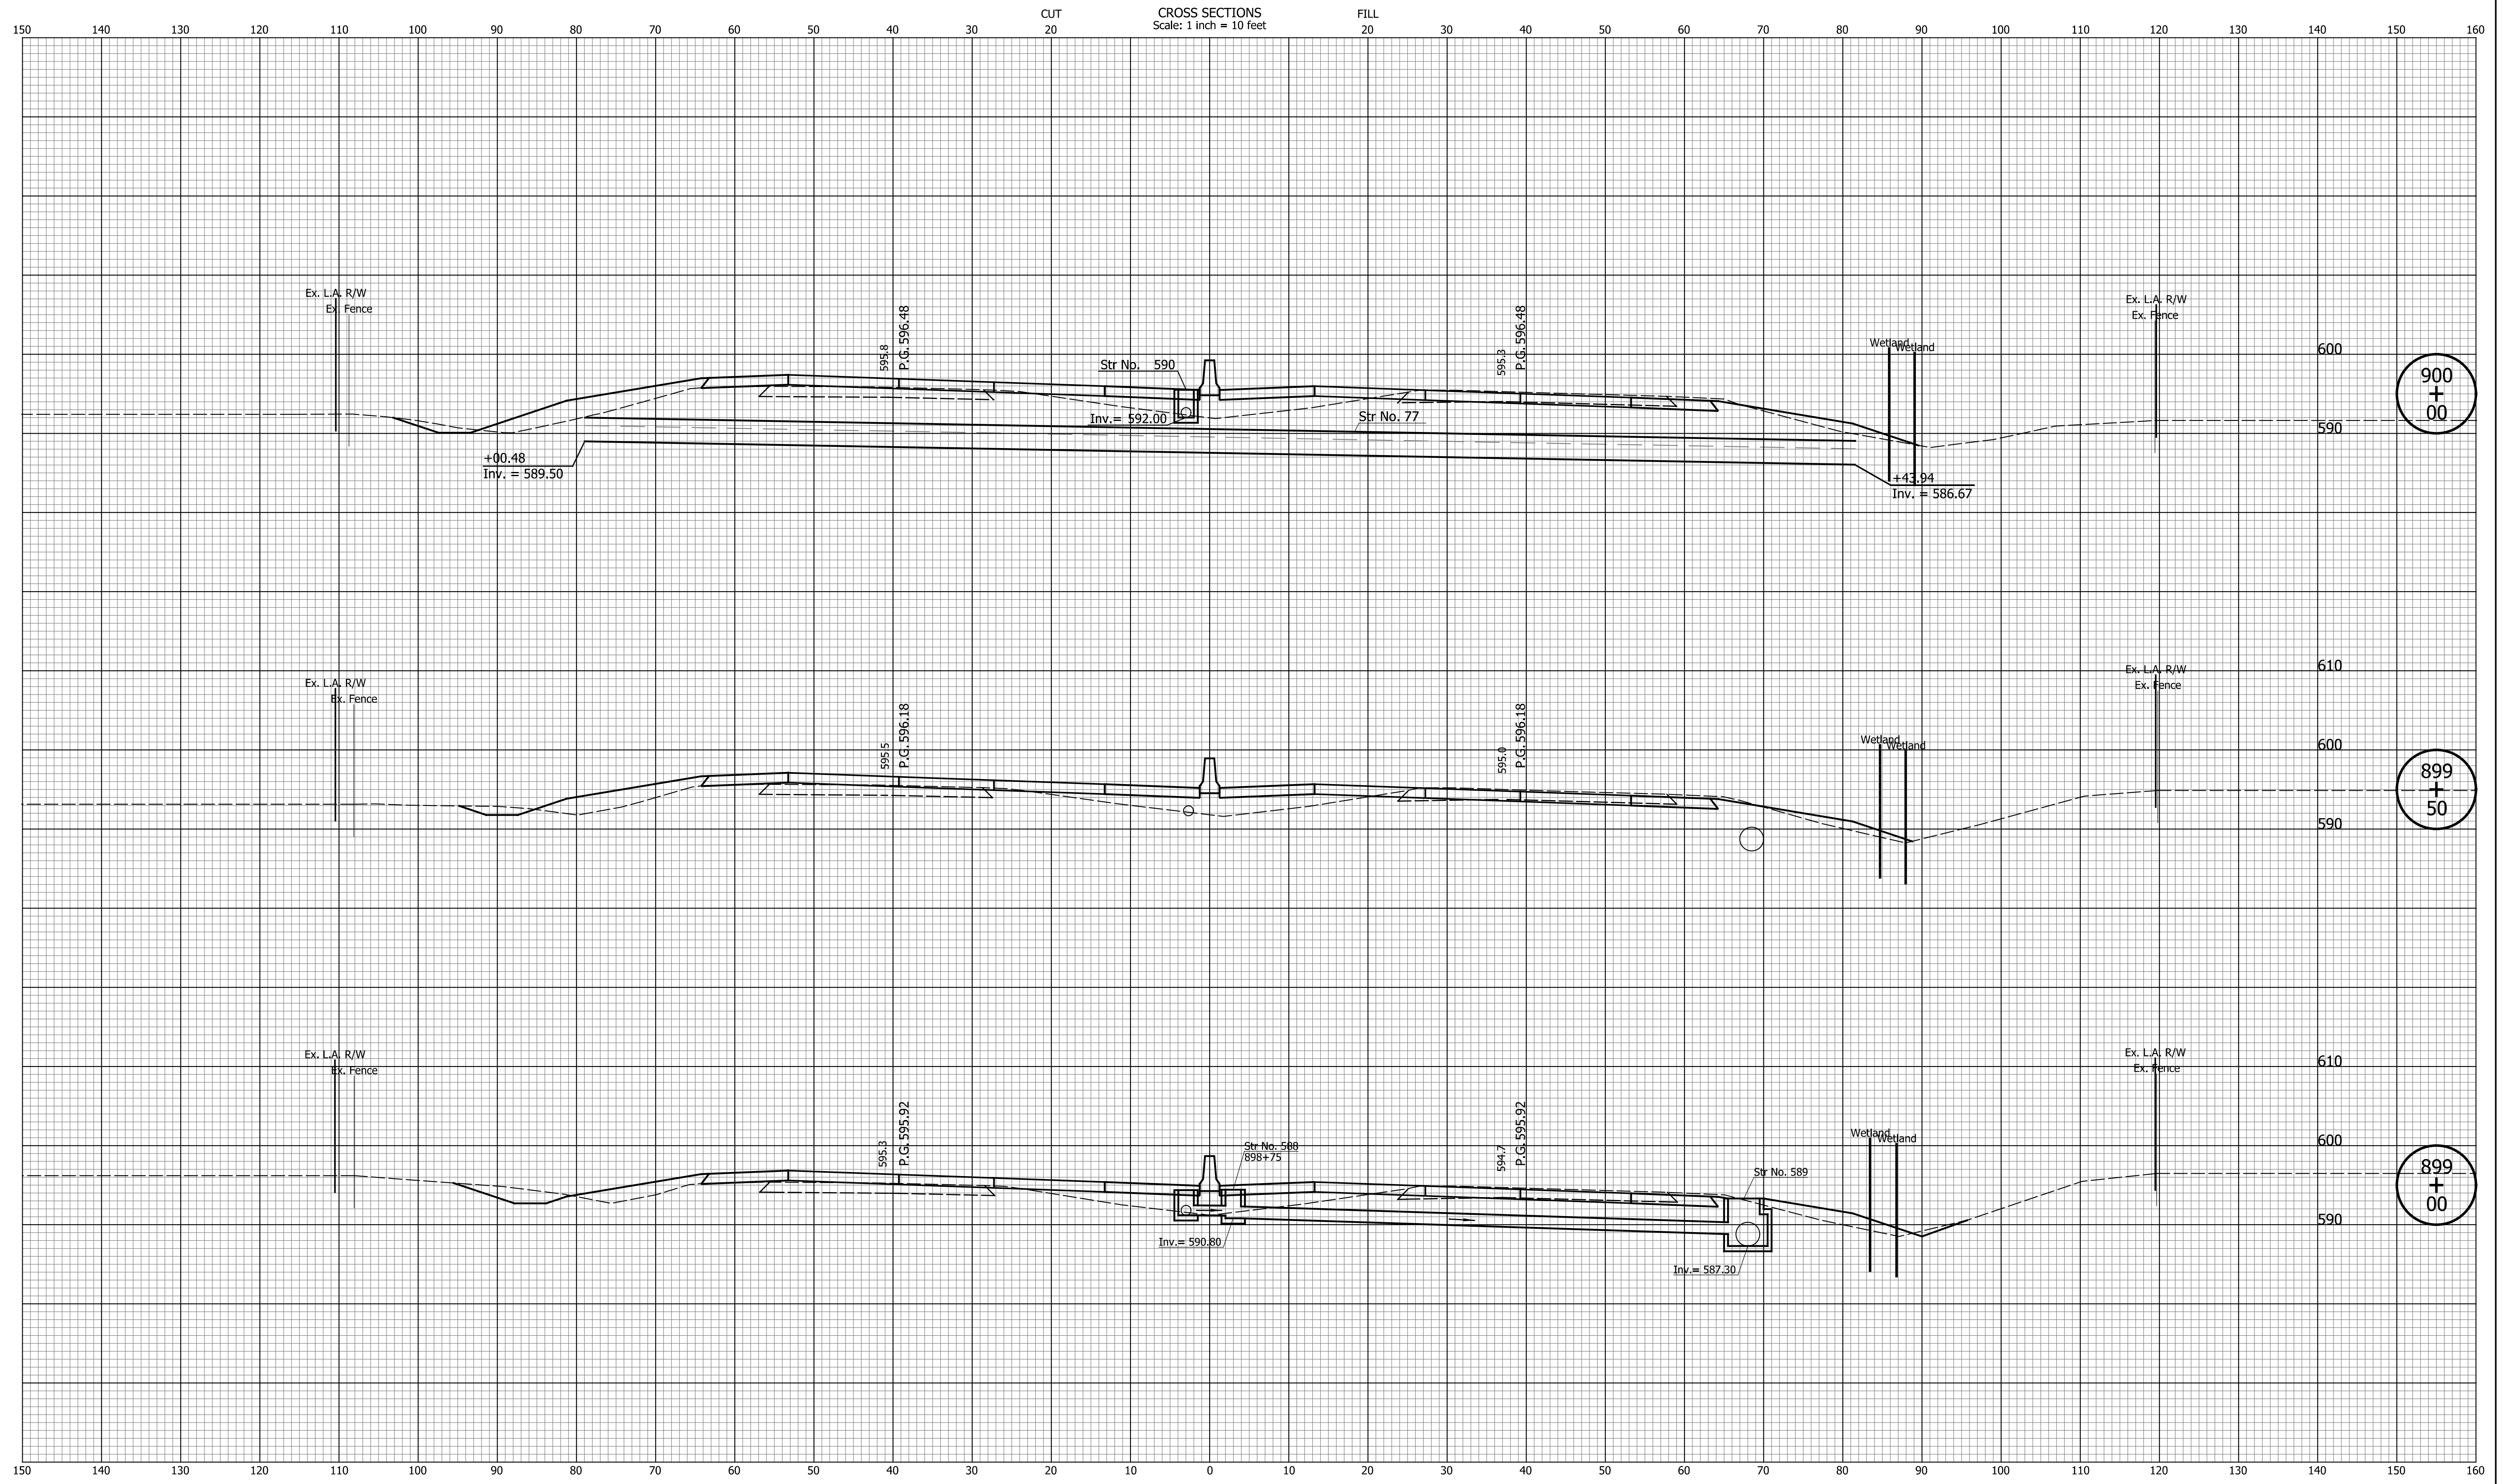 CUT CROSS SECTIONS FILL
Scale: 1 inch = 10 feet
150 140 130 120 110 100 90 80 70 60 50 40 30 20 10 0 20 30 40 50 60 70 80 90 100 110 120 130 140 150 160
Ex. L.A. R/W
Ex. Fence
595.8
P.G. 596.48
Str No. 590
Inv.= 592.00
Str No. 77
595.3
P.G. 596.48
Wetland
Wetland
Ex. L.A. R/W
Ex. Fence
600
590
900
+
00
+00.48
Inv. = 589.50
+43.94
Inv. = 586.67
Ex. L.A. R/W
Ex. Fence
595.5
P.G. 596.18
595.0
P.G. 596.18
Wetland
Wetland
Ex. L.A. R/W
Ex. Fence
610
600
590
899
+
50
Ex. L.A. R/W
Ex. Fence
595.3
P.G. 595.92
Str No. 588
898+75
Inv.= 590.80
594.7
P.G. 595.92
Str No. 589
Inv.= 587.30
Wetland
Wetland
Ex. L.A. R/W
Ex. Fence
610
600
590
899
+
00
150 140 130 120 110 100 90 80 70 60 50 40 30 20 10 0 10 20 30 40 50 60 70 80 90 100 110 120 130 140 150 160